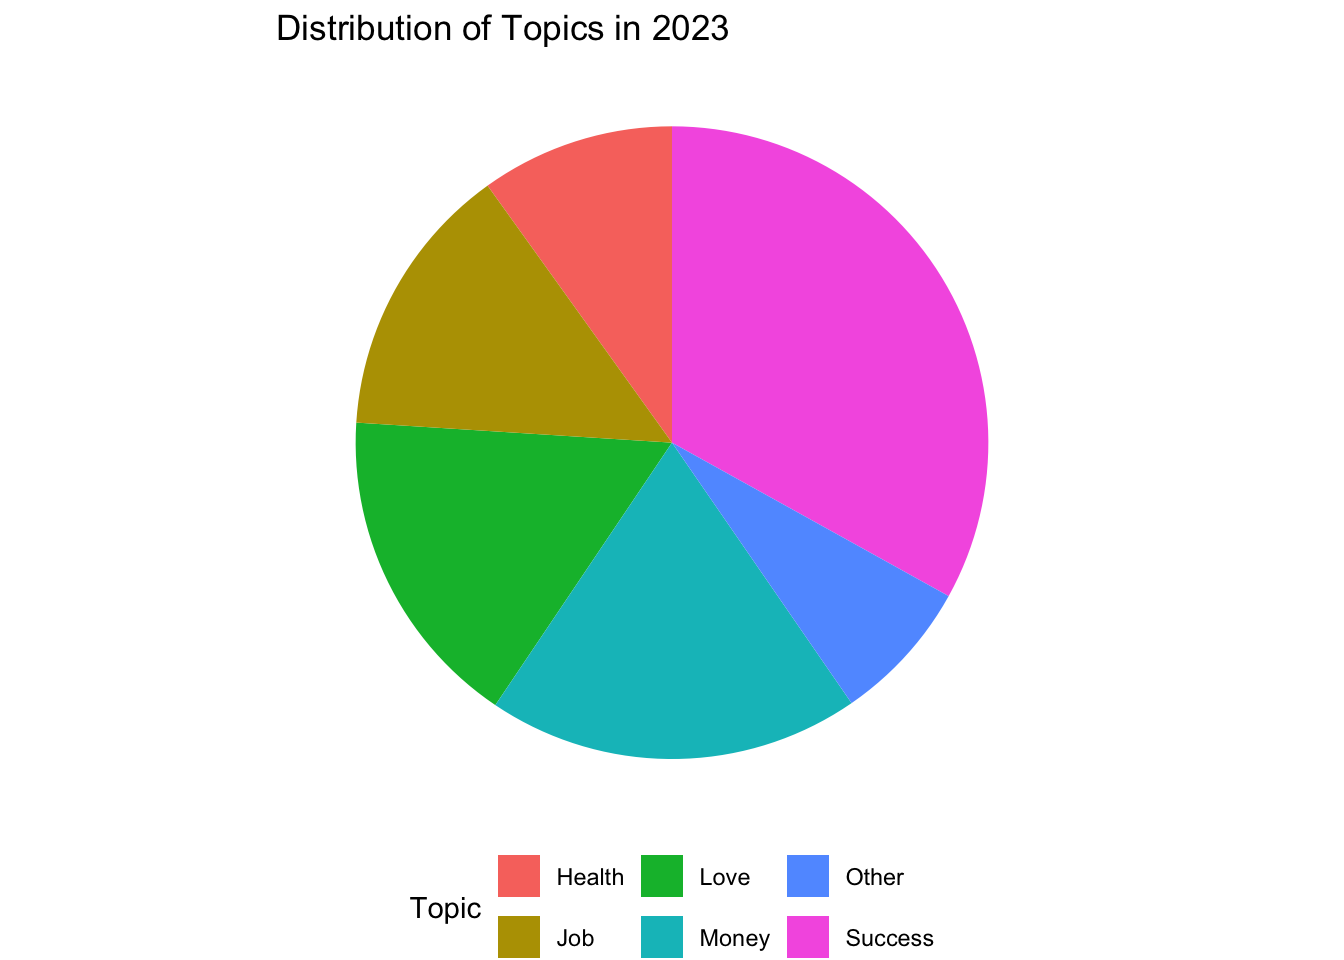 Distribution of Topics in 2023
Topic
Health
Love
Other
Job
Money
Success